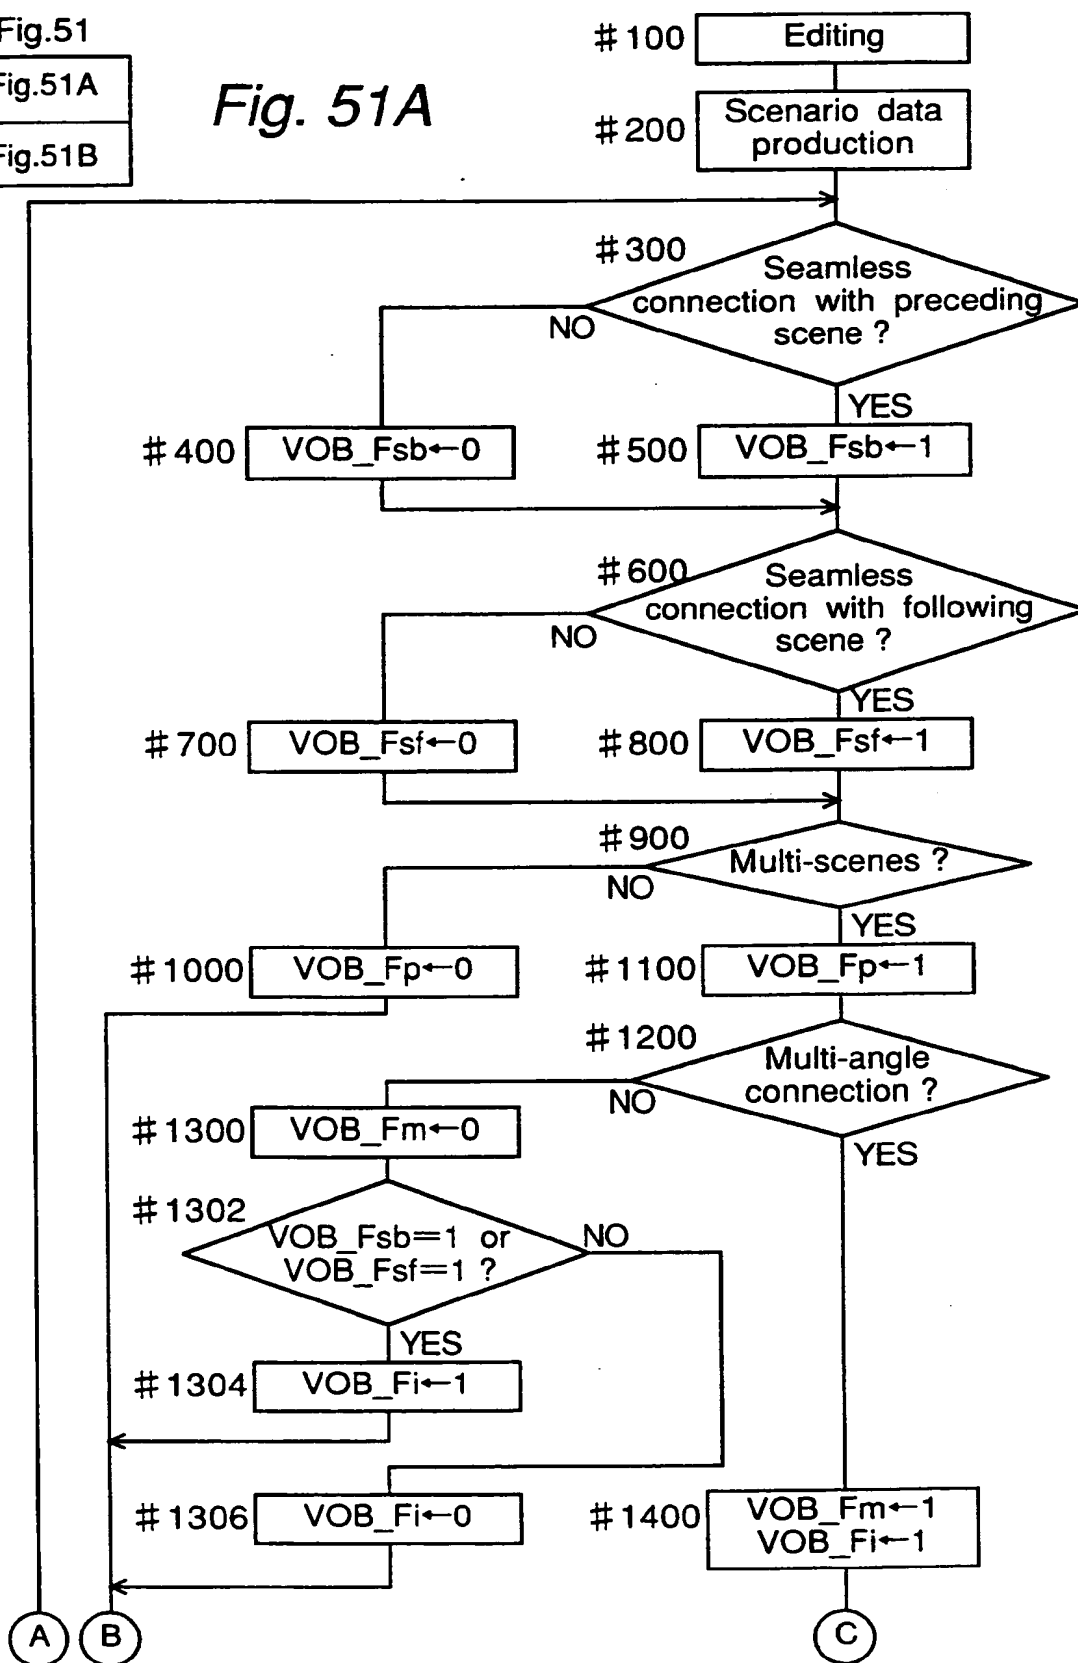 Fig.51
Fig.51A
Fig.51B
Fig. 51A
#100 Editing
#200 Scenario data
production
#300 Seamless
connection with preceding
scene ?
NO
YES
#400 VOB_Fsb←0
#500 VOB_Fsb←1
#600 Seamless
connection with following
scene ?
NO
YES
#700 VOB_Fsf←0
#800 VOB_Fsf←1
#900 Multi-scenes ?
NO
YES
#1000 VOB_Fp←0
#1100 VOB_Fp←1
#1200 Multi-angle
connection ?
NO
YES
#1300 VOB_Fm←0
#1302 VOB_Fsb=1 or
VOB_Fsf=1 ?
NO
YES
#1304 VOB_Fi←1
#1306 VOB_Fi←0
#1400 VOB_Fm←1
VOB_Fi←1
A
B
C